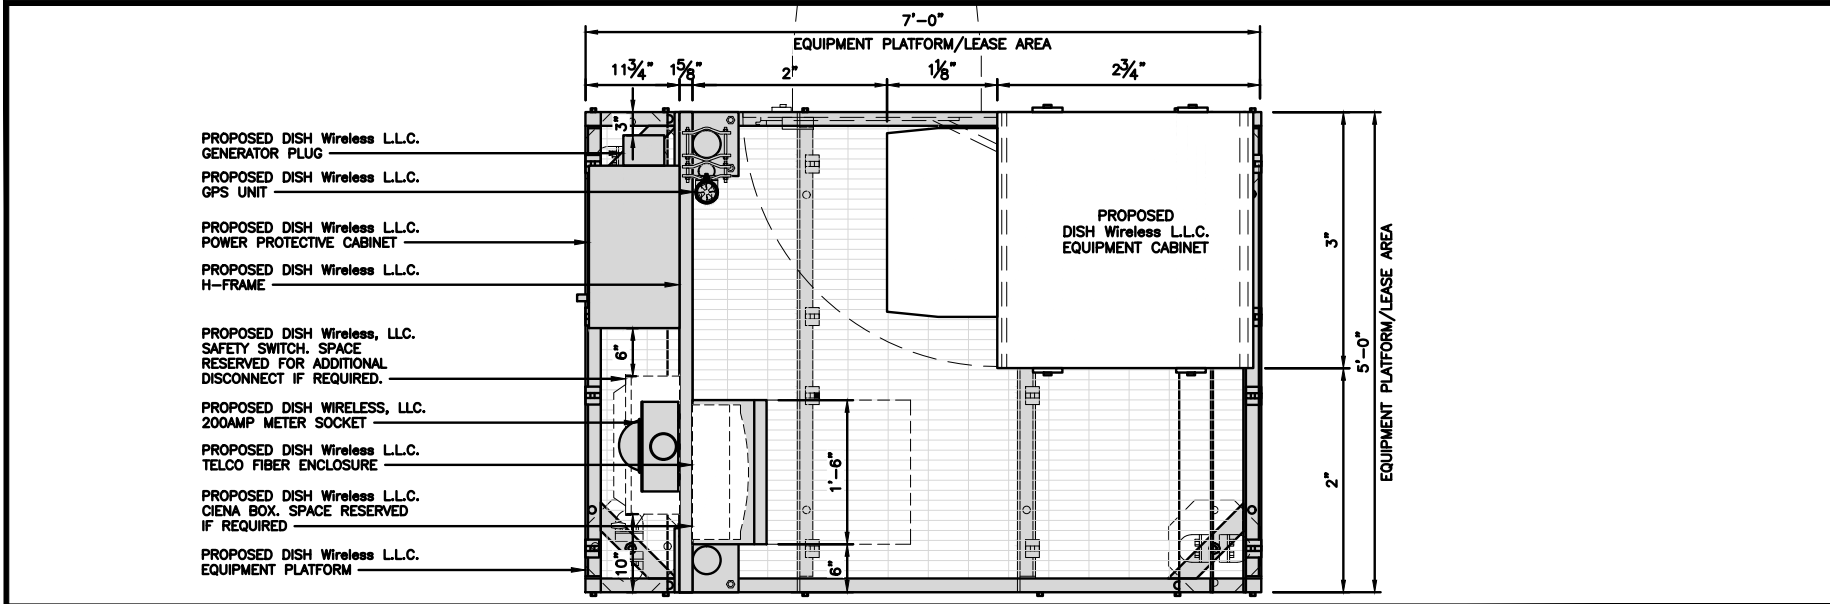 7'-0"
EQUIPMENT PLATFORM/LEASE AREA
11¾" 1⅝" 2" 1⅛" 2¾"
3"
PROPOSED DISH Wireless L.L.C.
GENERATOR PLUG
PROPOSED DISH Wireless L.L.C.
GPS UNIT
PROPOSED DISH Wireless L.L.C.
POWER PROTECTIVE CABINET
PROPOSED DISH Wireless L.L.C.
H-FRAME
PROPOSED DISH Wireless, LLC.
SAFETY SWITCH. SPACE
RESERVED FOR ADDITIONAL
DISCONNECT IF REQUIRED.
PROPOSED DISH WIRELESS, LLC.
200AMP METER SOCKET
PROPOSED DISH Wireless L.L.C.
TELCO FIBER ENCLOSURE
PROPOSED DISH Wireless L.L.C.
CIENA BOX. SPACE RESERVED
IF REQUIRED
PROPOSED DISH Wireless L.L.C.
EQUIPMENT PLATFORM
6"
10"
1'-6"
6"
PROPOSED
DISH Wireless L.L.C.
EQUIPMENT CABINET
3"
2"
5'-0"
EQUIPMENT PLATFORM/LEASE AREA